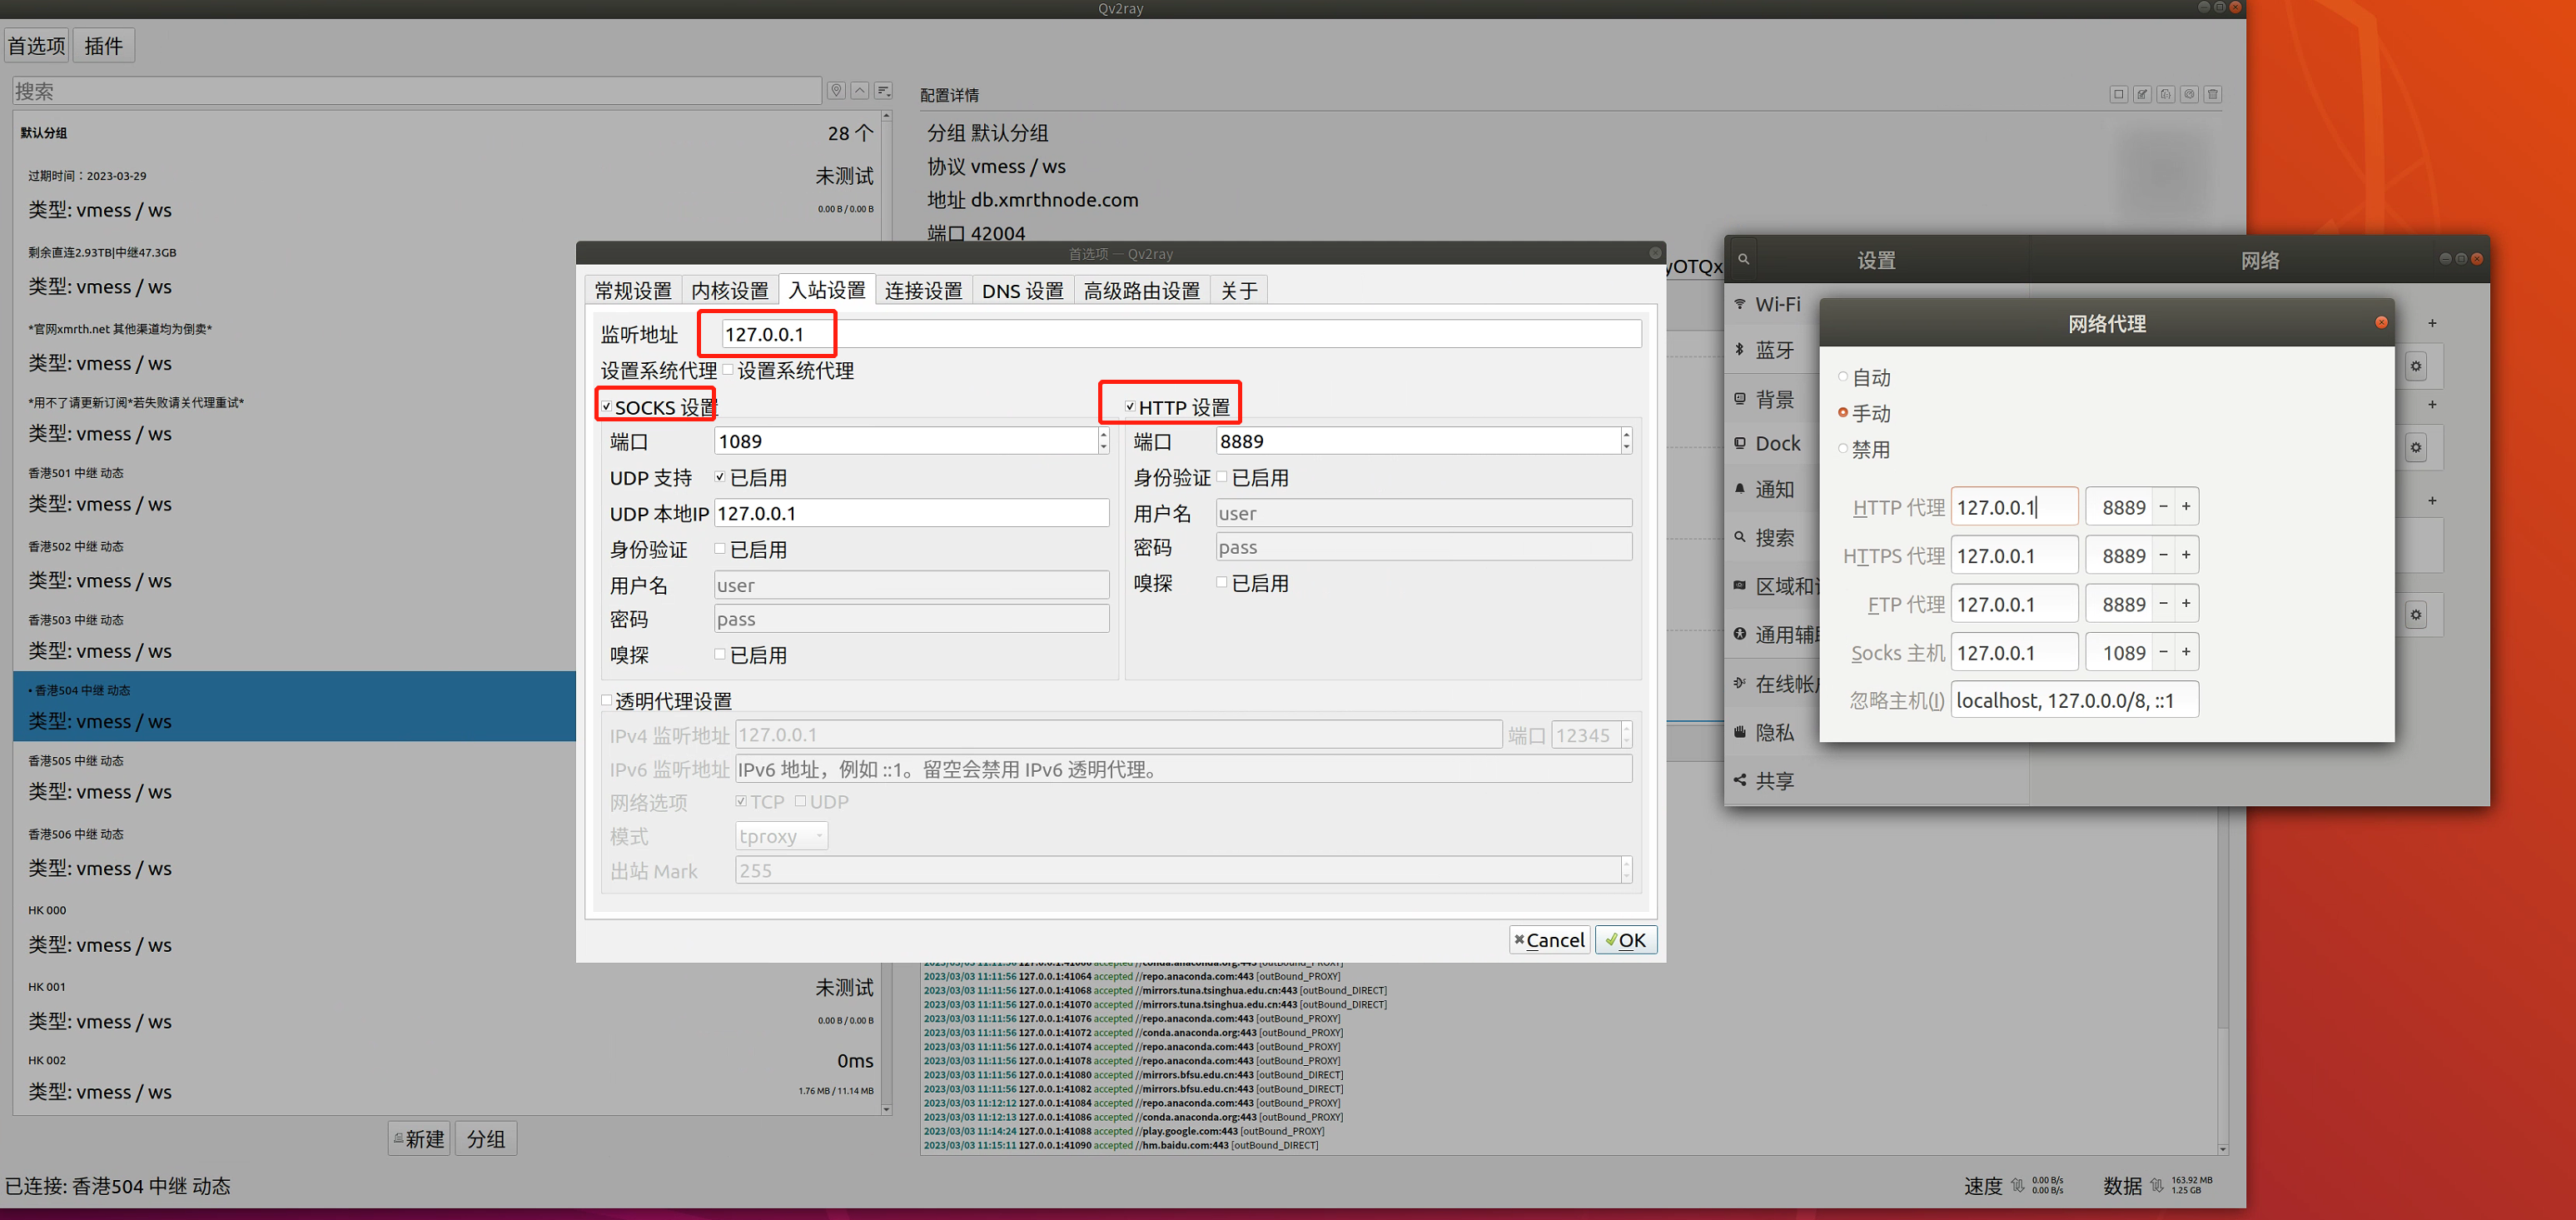 Qv2ray
首选项
插件
搜索
默认分组
28 个
过期时间：2023-03-29
未测试
类型: vmess / ws
0.00 B / 0.00 B
剩余直连2.93TB|中继47.3GB
类型: vmess / ws
*官网xmrth.net 其他渠道均为倒卖*
类型: vmess / ws
*用不了请更新订阅*若失败请关代理重试*
类型: vmess / ws
香港501 中继 动态
类型: vmess / ws
香港502 中继 动态
类型: vmess / ws
香港503 中继 动态
类型: vmess / ws
• 香港504 中继 动态
类型: vmess / ws
香港505 中继 动态
类型: vmess / ws
香港506 中继 动态
类型: vmess / ws
HK 000
类型: vmess / ws
HK 001
未测试
类型: vmess / ws
0.00 B / 0.00 B
HK 002
0ms
类型: vmess / ws
1.76 MB / 11.14 MB
新建
分组
已连接: 香港504 中继 动态
配置详情
分组 默认分组
协议 vmess / ws
地址 db.xmrthnode.com
端口 42004
yOTQx
首选项 — Qv2ray
常规设置
内核设置
入站设置
连接设置
DNS 设置
高级路由设置
关于
监听地址
127.0.0.1
设置系统代理
设置系统代理
SOCKS 设置
端口
1089
UDP 支持
已启用
UDP 本地IP
127.0.0.1
身份验证
已启用
用户名
user
密码
pass
嗅探
已启用
HTTP 设置
端口
8889
身份验证
已启用
用户名
user
密码
pass
嗅探
已启用
透明代理设置
IPv4 监听地址
127.0.0.1
端口
12345
IPv6 监听地址
IPv6 地址，例如 ::1。留空会禁用 IPv6 透明代理。
网络选项
TCP
UDP
模式
tproxy
出站 Mark
255
Cancel
OK
2023/03/03 11:11:56 127.0.0.1:41064 accepted //repo.anaconda.com:443 [outBound_PROXY]
2023/03/03 11:11:56 127.0.0.1:41068 accepted //mirrors.tuna.tsinghua.edu.cn:443 [outBound_DIRECT]
2023/03/03 11:11:56 127.0.0.1:41070 accepted //mirrors.tuna.tsinghua.edu.cn:443 [outBound_DIRECT]
2023/03/03 11:11:56 127.0.0.1:41076 accepted //repo.anaconda.com:443 [outBound_PROXY]
2023/03/03 11:11:56 127.0.0.1:41072 accepted //conda.anaconda.org:443 [outBound_PROXY]
2023/03/03 11:11:56 127.0.0.1:41074 accepted //repo.anaconda.com:443 [outBound_PROXY]
2023/03/03 11:11:56 127.0.0.1:41078 accepted //repo.anaconda.com:443 [outBound_PROXY]
2023/03/03 11:11:56 127.0.0.1:41080 accepted //mirrors.bfsu.edu.cn:443 [outBound_DIRECT]
2023/03/03 11:11:56 127.0.0.1:41082 accepted //mirrors.bfsu.edu.cn:443 [outBound_DIRECT]
2023/03/03 11:12:12 127.0.0.1:41084 accepted //repo.anaconda.com:443 [outBound_PROXY]
2023/03/03 11:12:13 127.0.0.1:41086 accepted //conda.anaconda.org:443 [outBound_PROXY]
2023/03/03 11:14:24 127.0.0.1:41088 accepted //play.google.com:443 [outBound_PROXY]
2023/03/03 11:15:11 127.0.0.1:41090 accepted //hm.baidu.com:443 [outBound_DIRECT]
速度
0.00 B/s
0.00 B/s
数据
163.92 MB
1.25 GB
设置
网络
Wi-Fi
蓝牙
背景
Dock
通知
搜索
区域和
通用辅
在线帐
隐私
共享
网络代理
自动
手动
禁用
HTTP 代理
127.0.0.1
8889
HTTPS 代理
127.0.0.1
8889
FTP 代理
127.0.0.1
8889
Socks 主机
127.0.0.1
1089
忽略主机(I)
localhost, 127.0.0.0/8, ::1